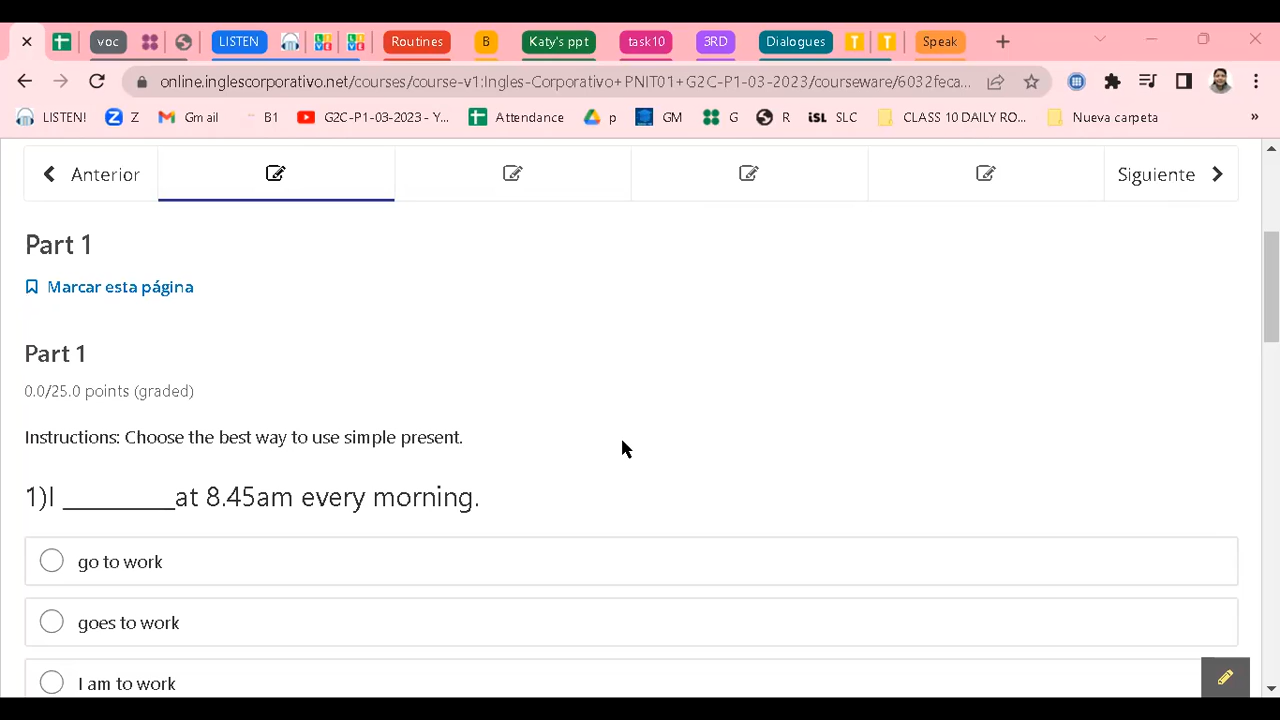 voc LISTEN Routines B Katy's ppt task10 3RD Dialogues T T Speak
online.inglescorporativo.net/courses/course-v1:Ingles-Corporativo+PNIT01+G2C-P1-03-2023/courseware/6032feca...
LISTEN! Z Gmail B1 G2C-P1-03-2023 - Y... Attendance p GM G R iSL SLC CLASS 10 DAILY RO... Nueva carpeta »
Anterior Siguiente
Part 1
Marcar esta página
Part 1
0.0/25.0 points (graded)
Instructions: Choose the best way to use simple present.
1)I _________at 8.45am every morning.
go to work
goes to work
I am to work